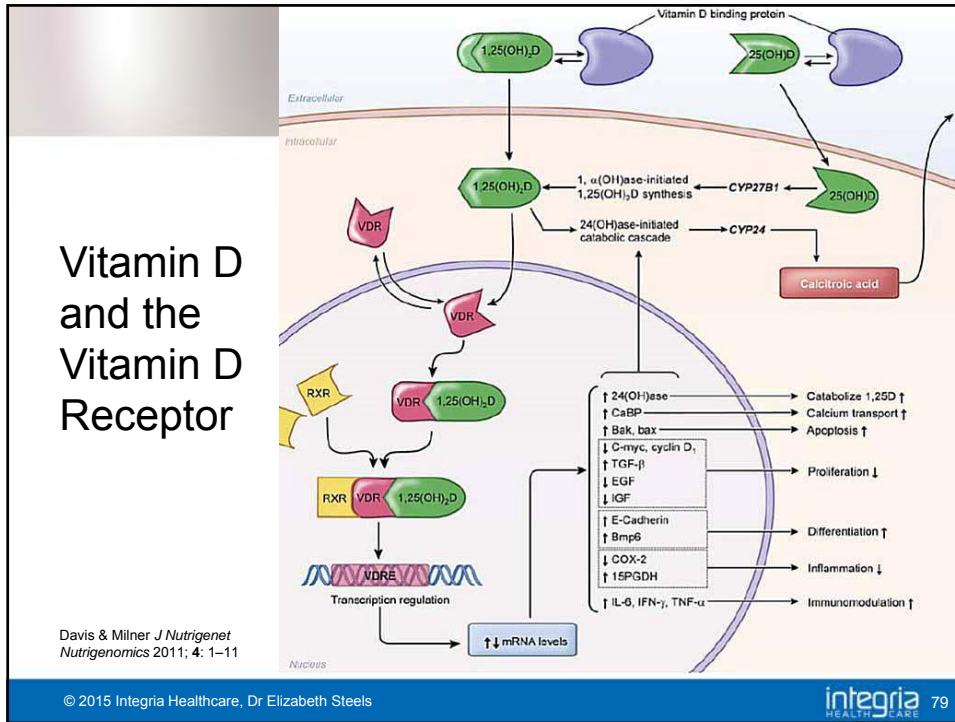 Vitamin D
and the
Vitamin D
Receptor
Davis & Milner J Nutrigenet
Nutrigenomics 2011; 4: 1–11
Vitamin D binding protein
1,25(OH)₂D
25(OH)D
Extracellular
Intracellular
1,25(OH)₂D
1, α(OH)ase-initiated
1,25(OH)₂D synthesis
CYP27B1
25(OH)D
24(OH)ase-initiated
catabolic cascade
CYP24
Calcitroic acid
VDR
VDR
RXR
VDR 1,25(OH)₂D
RXR VDR 1,25(OH)₂D
VDRE
Transcription regulation
↑↓ mRNA levels
Nucleus
↑ 24(OH)ase Catabolize 1,25D ↑
↑ CaBP Calcium transport ↑
↑ Bak, bax Apoptosis ↑
↓ C-myc, cyclin D₁
↑ TGF-β
↓ EGF
↓ IGF
Proliferation ↓
↑ E-Cadherin
↑ Bmp6
Differentiation ↑
↓ COX-2
↑ 15PGDH
Inflammation ↓
↑ IL-6, IFN-γ, TNF-α Immunomodulation ↑
© 2015 Integria Healthcare, Dr Elizabeth Steels
integria
HEALTHCARE
79